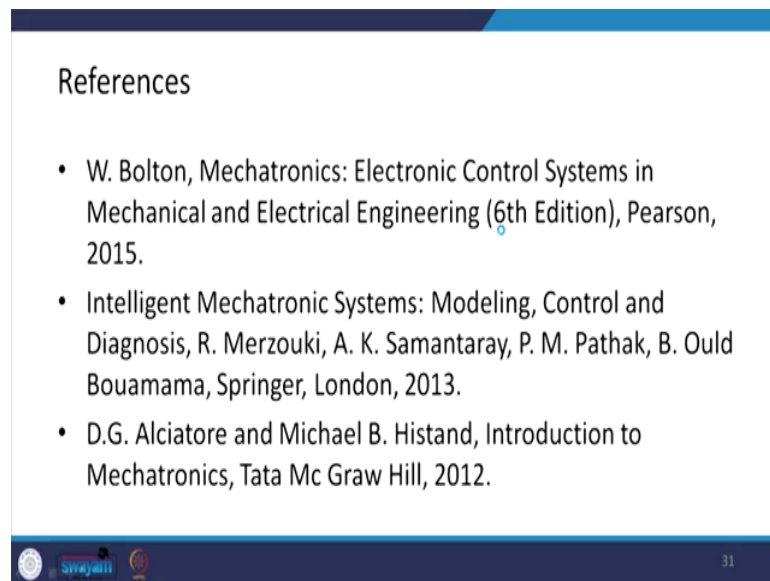 References
• W. Bolton, Mechatronics: Electronic Control Systems in
Mechanical and Electrical Engineering (6th Edition), Pearson,
2015.
• Intelligent Mechatronic Systems: Modeling, Control and
Diagnosis, R. Merzouki, A. K. Samantaray, P. M. Pathak, B. Ould
Bouamama, Springer, London, 2013.
• D.G. Alciatore and Michael B. Histand, Introduction to
Mechatronics, Tata Mc Graw Hill, 2012.
swayam
31